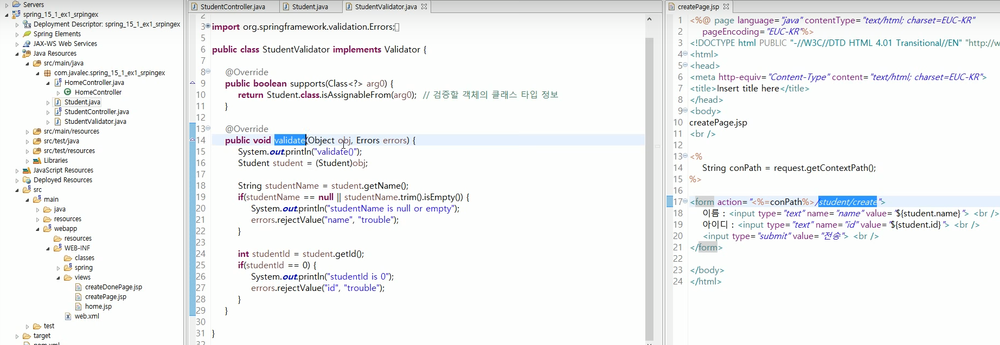 Servers
spring_15_1_ex1_srpingex
Deployment Descriptor: spring_15_1_ex1_srpingex
Spring Elements
JAX-WS Web Services
Java Resources
src/main/java
com.javalec.spring_15_1_ex1_srpingex
HomeController.java
HomeController
Student.java
StudentController.java
StudentValidator.java
src/main/resources
src/test/java
src/test/resources
Libraries
JavaScript Resources
Deployed Resources
src
main
java
resources
webapp
resources
WEB-INF
classes
spring
views
createDonePage.jsp
createPage.jsp
home.jsp
web.xml
test
target
pom.xml
StudentController.java Student.java StudentValidator.java
2
3 import org.springframework.validation.Errors;
5
6 public class StudentValidator implements Validator {
7
8 @Override
9 public boolean supports(Class<?> arg0) {
10 return Student.class.isAssignableFrom(arg0); // 검증할 객체의 클래스 타입 정보
11 }
12
13 @Override
14 public void validate(Object obj, Errors errors) {
15 System.out.println("validate()");
16 Student student = (Student)obj;
17
18 String studentName = student.getName();
19 if(studentName == null || studentName.trim().isEmpty()) {
20 System.out.println("studentName is null or empty");
21 errors.rejectValue("name", "trouble");
22 }
23
24 int studentId = student.getId();
25 if(studentId == 0) {
26 System.out.println("studentId is 0");
27 errors.rejectValue("id", "trouble");
28 }
29 }
30
31 }
32
createPage.jsp
1 <%@ page language="java" contentType="text/html; charset=EUC-KR"
2 pageEncoding="EUC-KR"%>
3 <!DOCTYPE html PUBLIC "-//W3C//DTD HTML 4.01 Transitional//EN" "http://w
4 <html>
5 <head>
6 <meta http-equiv="Content-Type" content="text/html; charset=EUC-KR">
7 <title>Insert title here</title>
8 </head>
9 <body>
10 createPage.jsp
11 <br />
12
13 <%
14 String conPath = request.getContextPath();
15 %>
16
17 <form action="<%=conPath%>/student/create">
18 이름 : <input type="text" name="name" value="${student.name}"> <br />
19 아이디 : <input type="text" name="id" value="${student.id}"> <br />
20 <input type="submit" value="전송"> <br />
21 </form>
22
23 </body>
24 </html>